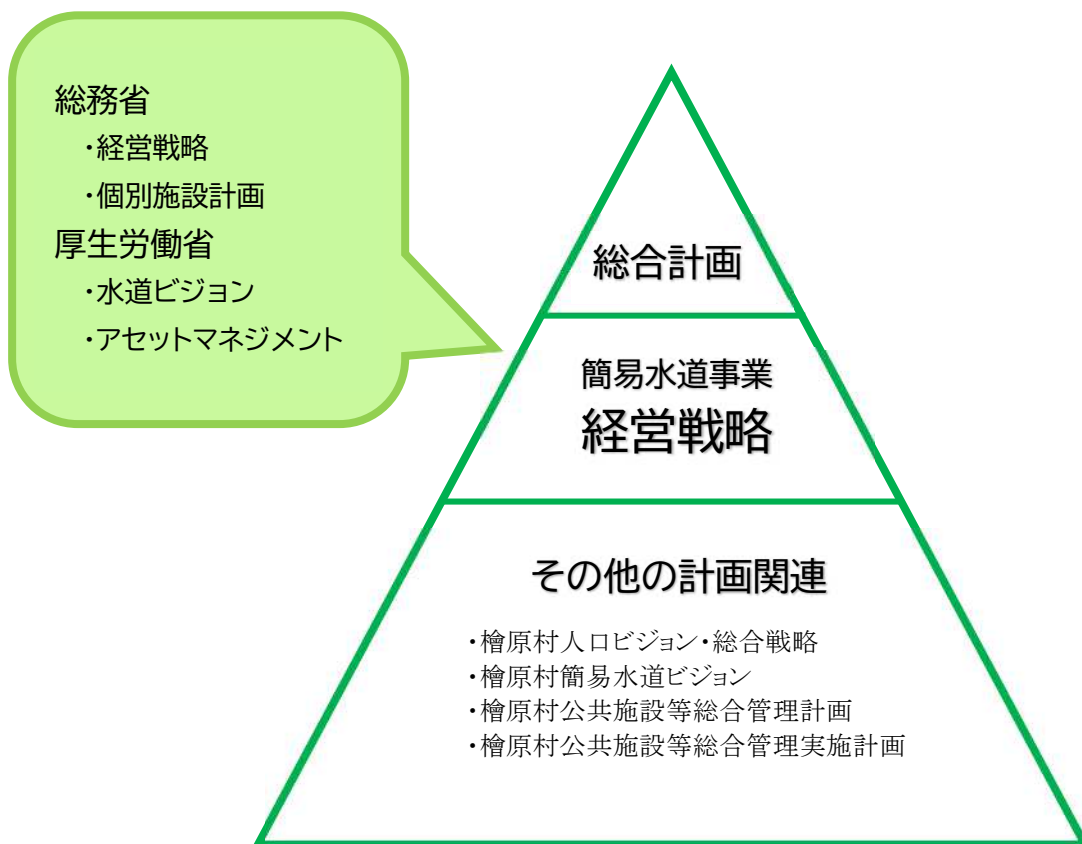 総務省
・経営戦略
・個別施設計画
厚生労働省
・水道ビジョン
・アセットマネジメント
総合計画
簡易水道事業
経営戦略
その他の計画関連
・檜原村人口ビジョン・総合戦略
・檜原村簡易水道ビジョン
・檜原村公共施設等総合管理計画
・檜原村公共施設等総合管理実施計画